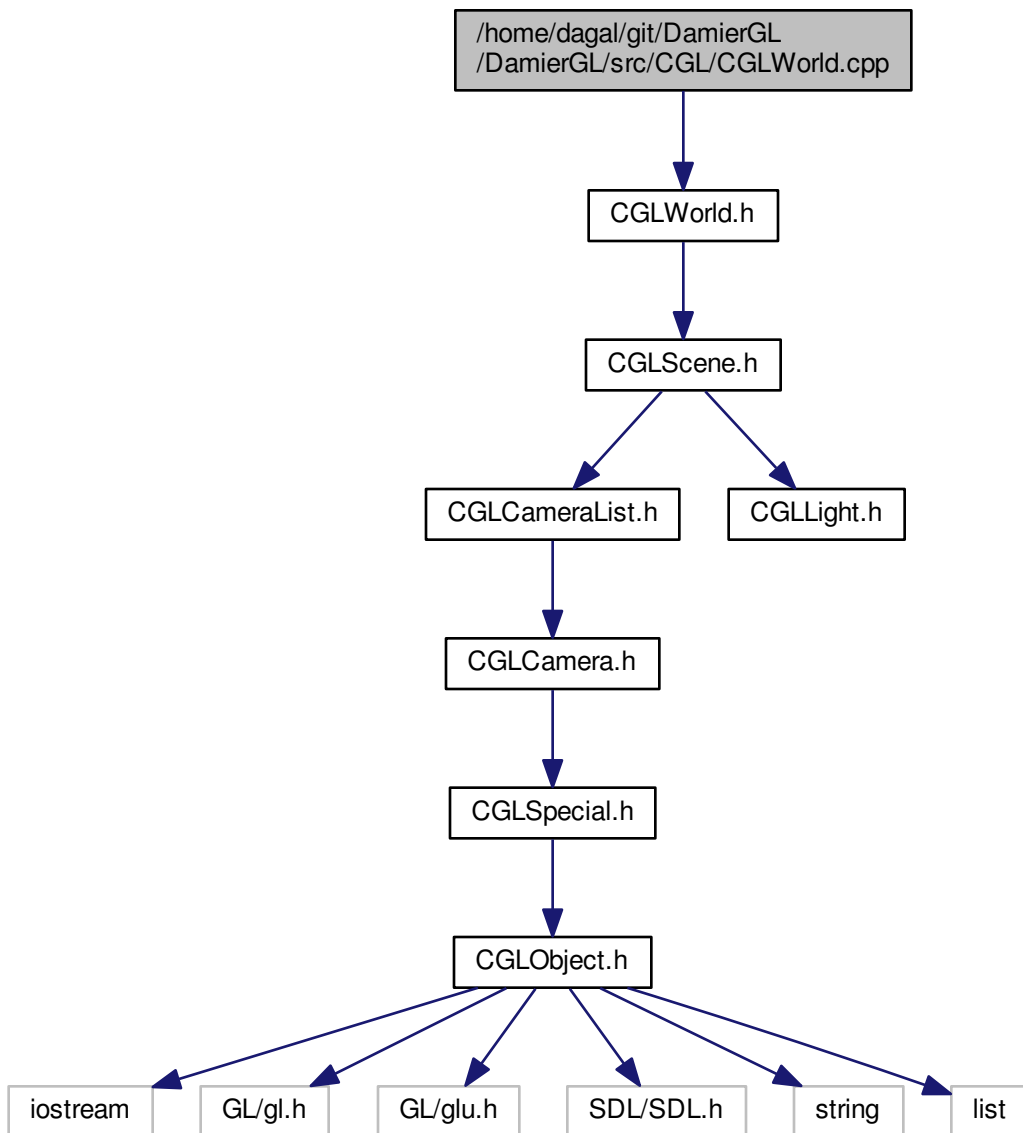 /home/dagal/git/DamierGL
/DamierGL/src/CGL/CGLWorld.cpp
CGLWorld.h
CGLScene.h
CGLCameraList.h
CGLLight.h
CGLCamera.h
CGLSpecial.h
CGLObject.h
iostream
GL/gl.h
GL/glu.h
SDL/SDL.h
string
list